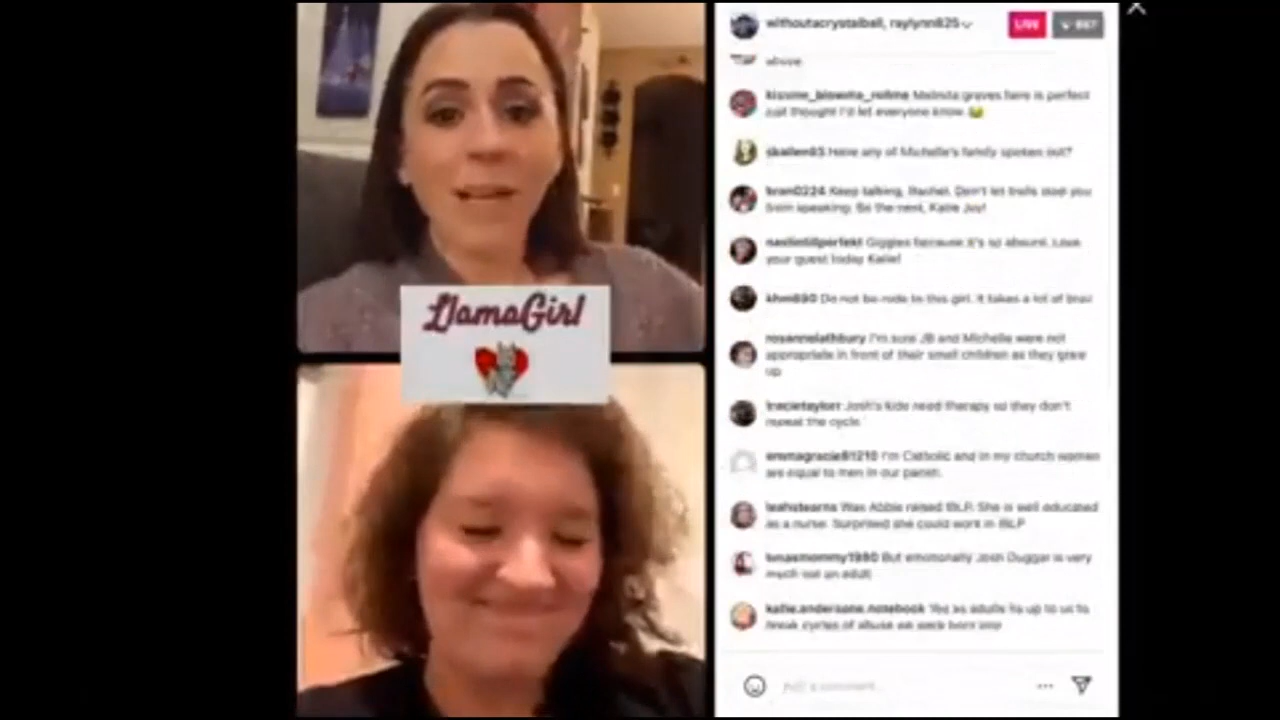 withoutacrystalball, raylynn825
LIVE 867
above
kissme_blowme_rollme Melinda graves here is perfect
just thought I'd let everyone know 😂
skallen93 Have any of Michelle's family spoken out?
bran0224 Keep talking, Rachel. Don't let trolls stop you
from speaking. Be the next, Katie Joy!
Giggles because it's so absurd. Love
your guest today Katie!
khm890 Do not be rude to this girl. It takes a lot of
rosannelathbury I'm sure JB and Michelle were not
appropriate in front of their small children as they grew
up
tracietaylorr Josh's kids need therapy so they don't
repeat the cycle
emmagracie81210 I'm Catholic and in my church women
are equal to men in our parish.
leahstearns Was Abbie raised IBLP. She is well educated
as a nurse. Surprised she could work in IBLP
But emotionally Josh Duggar is very
much not an adult
kallie.andersons.notebook Yes as adults its up to us to
break cycles of abuse we were born into
LlamaGirl
Add a comment...